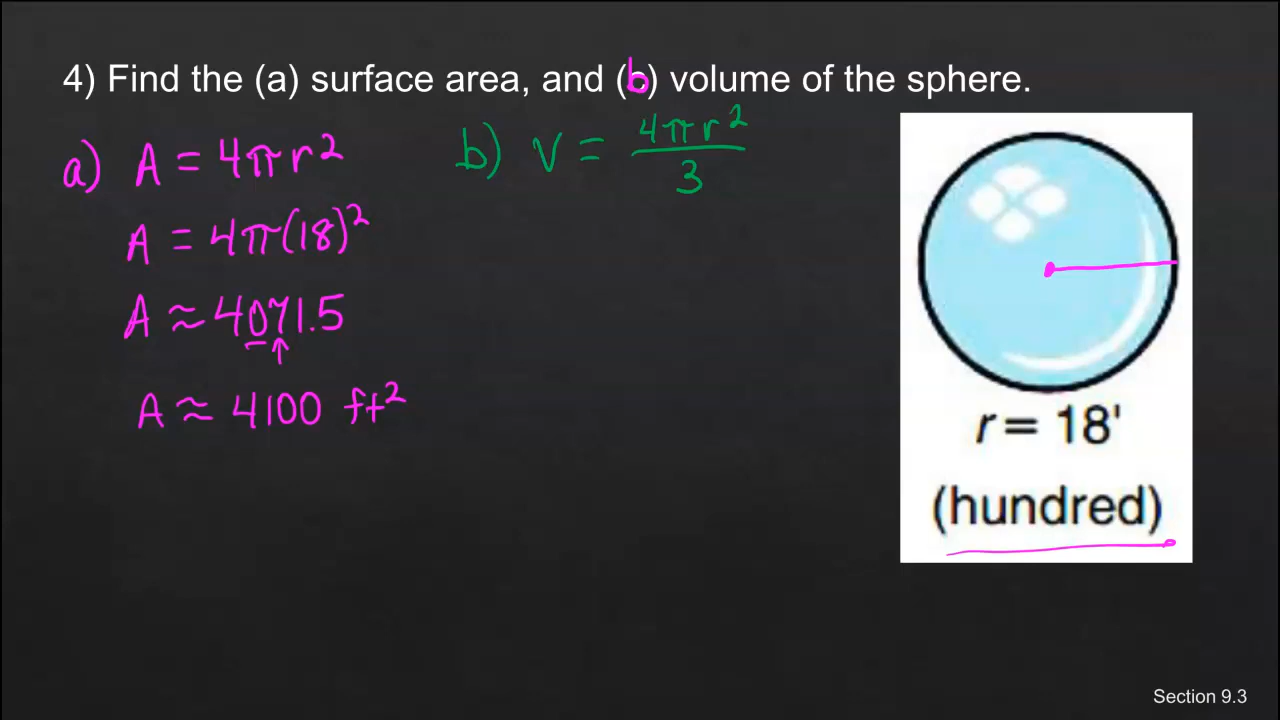 4) Find the (a) surface area, and (b) volume of the sphere.
a) A = 4πr²
A = 4π(18)²
A ≈ 4071.5
A ≈ 4100 ft²
b) V = 4πr²/3
r = 18'
(hundred)
Section 9.3